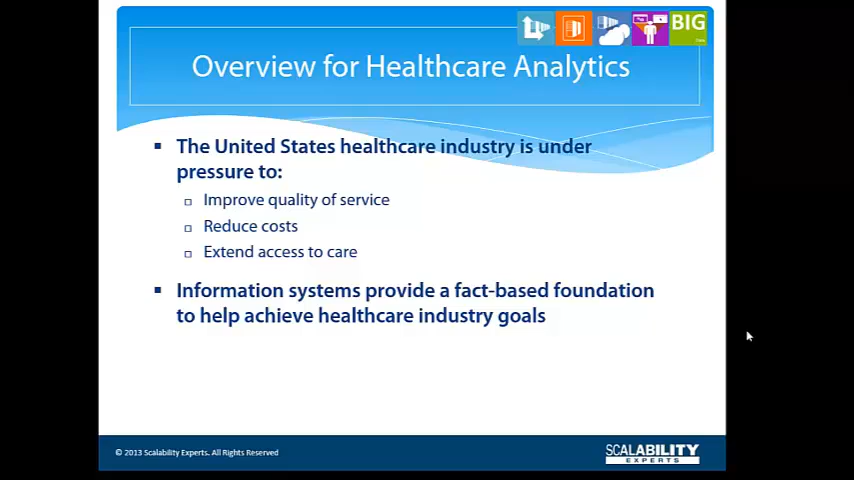 BIG
Overview for Healthcare Analytics
The United States healthcare industry is under
pressure to:
Improve quality of service
Reduce costs
Extend access to care
Information systems provide a fact-based foundation
to help achieve healthcare industry goals
© 2013 Scalability Experts. All Rights Reserved
SCALABILITY
EXPERTS